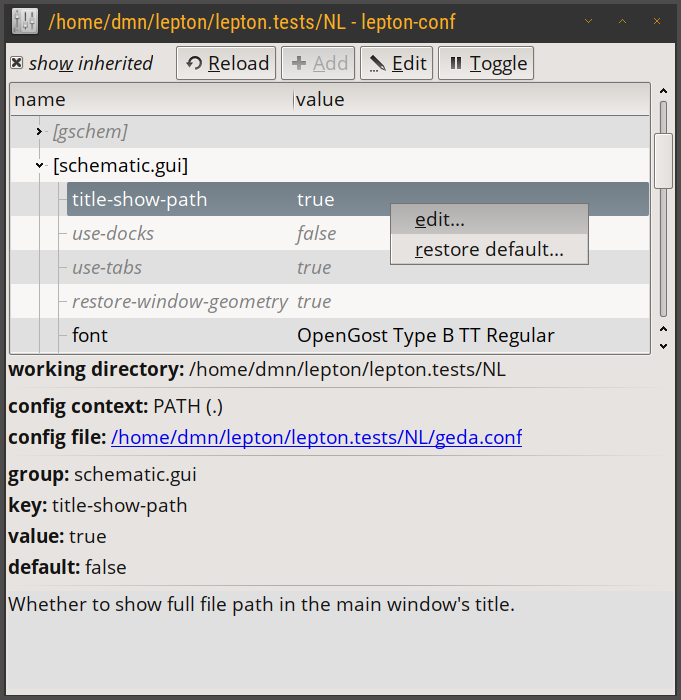 /home/dmn/lepton/lepton.tests/NL - lepton-conf
show inherited Reload Add Edit Toggle
name value
[gschem]
[schematic.gui]
title-show-path true
edit...
use-docks false
restore default...
use-tabs true
restore-window-geometry true
font OpenGost Type B TT Regular
working directory: /home/dmn/lepton/lepton.tests/NL
config context: PATH (.)
config file: /home/dmn/lepton/lepton.tests/NL/geda.conf
group: schematic.gui
key: title-show-path
value: true
default: false
Whether to show full file path in the main window's title.